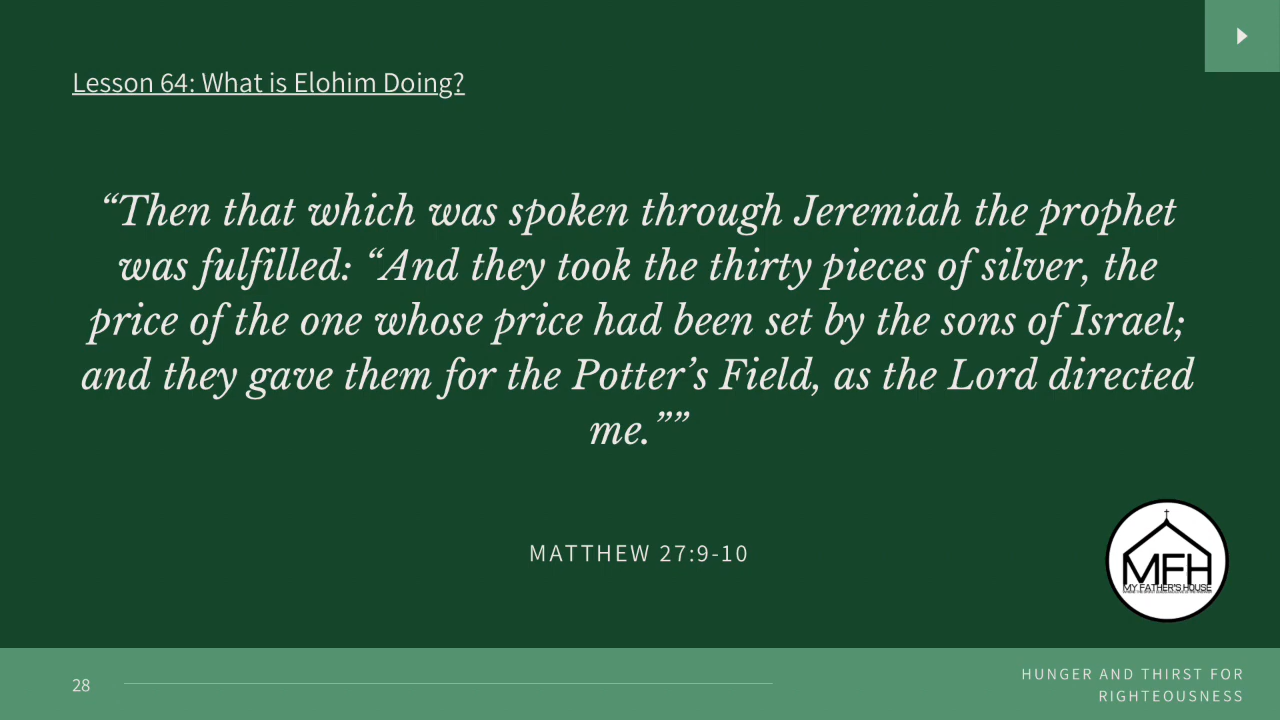 Lesson 64: What is Elohim Doing?
“Then that which was spoken through Jeremiah the prophet
was fulfilled: “And they took the thirty pieces of silver, the
price of the one whose price had been set by the sons of Israel;
and they gave them for the Potter’s Field, as the Lord directed
me.””
MATTHEW 27:9-10
MFH
MY FATHER'S HOUSE
28
HUNGER AND THIRST FOR
RIGHTEOUSNESS